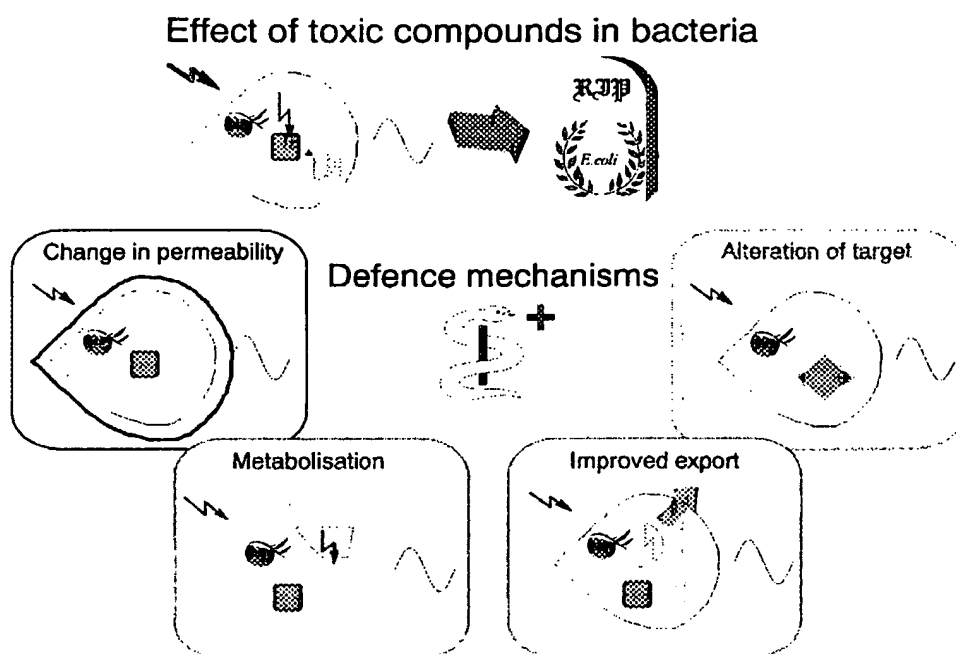 Effect of toxic compounds in bacteria
RIP
E.coli
Change in permeability
Defence mechanisms
Alteration of target
Metabolisation
Improved export